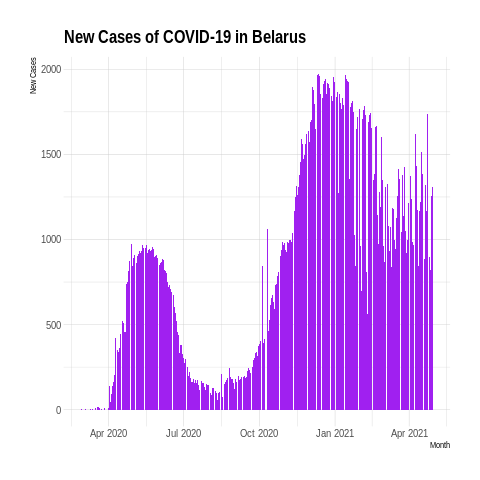 New Cases of COVID-19 in Belarus
New Cases
2000
1500
1000
500
0
Apr 2020 Jul 2020 Oct 2020 Jan 2021 Apr 2021
Month